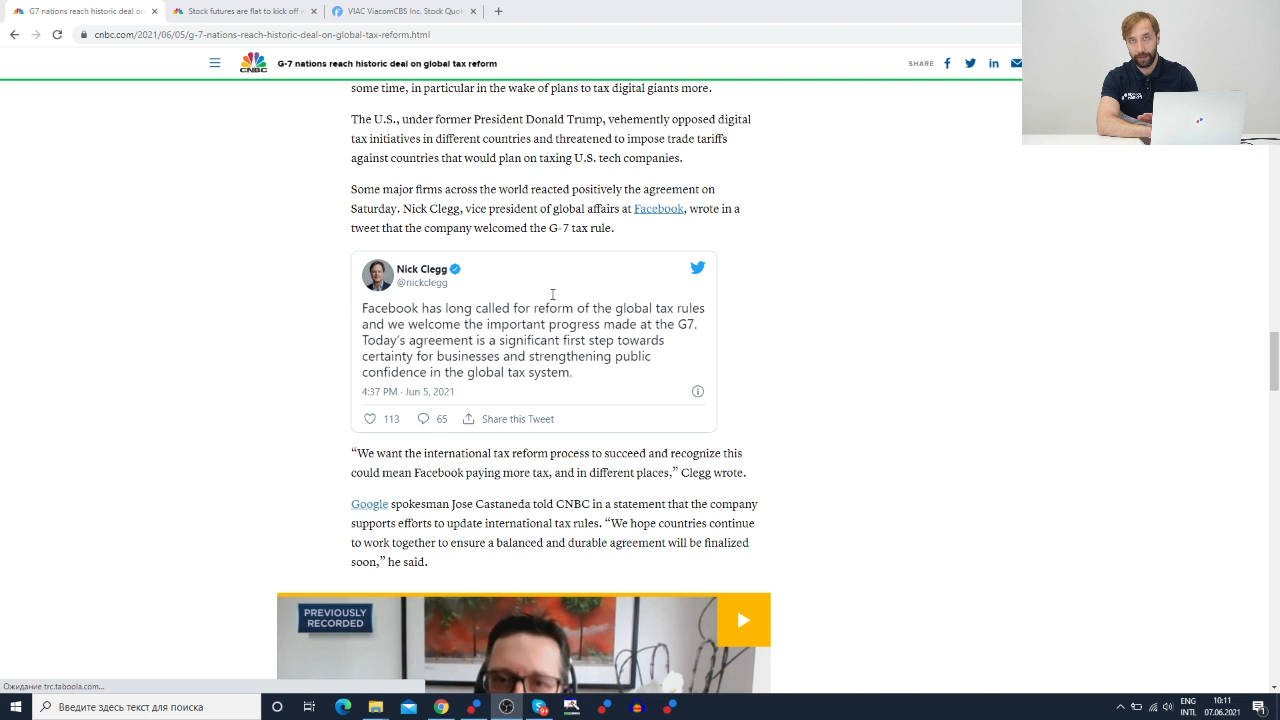 G7 nations reach historic deal on
Stock futures are flat to kick off w
VIAC ViacomCBS Inc. Stock Quot
cnbc.com/2021/06/05/g-7-nations-reach-historic-deal-on-global-tax-reform.html
CNBC
G-7 nations reach historic deal on global tax reform
SHARE
some time, in particular in the wake of plans to tax digital giants more.
The U.S., under former President Donald Trump, vehemently opposed digital
tax initiatives in different countries and threatened to impose trade tariffs
against countries that would plan on taxing U.S. tech companies.
Some major firms across the world reacted positively the agreement on
Saturday. Nick Clegg, vice president of global affairs at Facebook, wrote in a
tweet that the company welcomed the G-7 tax rule.
Nick Clegg
@nickclegg
Facebook has long called for reform of the global tax rules
and we welcome the important progress made at the G7.
Today’s agreement is a significant first step towards
certainty for businesses and strengthening public
confidence in the global tax system.
4:37 PM · Jun 5, 2021
113 65 Share this Tweet
“We want the international tax reform process to succeed and recognize this
could mean Facebook paying more tax, and in different places,” Clegg wrote.
Google spokesman Jose Castaneda told CNBC in a statement that the company
supports efforts to update international tax rules. “We hope countries continue
to work together to ensure a balanced and durable agreement will be finalized
soon,” he said.
PREVIOUSLY
RECORDED
Ожидание trc.taboola.com...
Введите здесь текст для поиска
ENG
INTL
10:11
07.06.2021